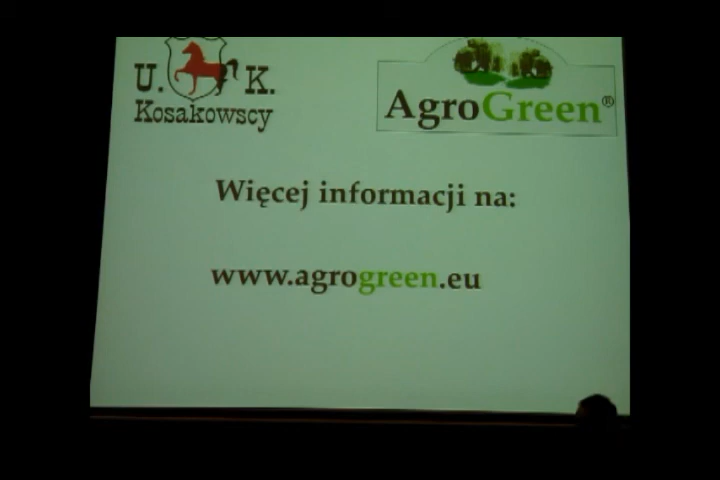 U. K.
Kosakowscy
AgroGreen®
Więcej informacji na:
www.agrogreen.eu